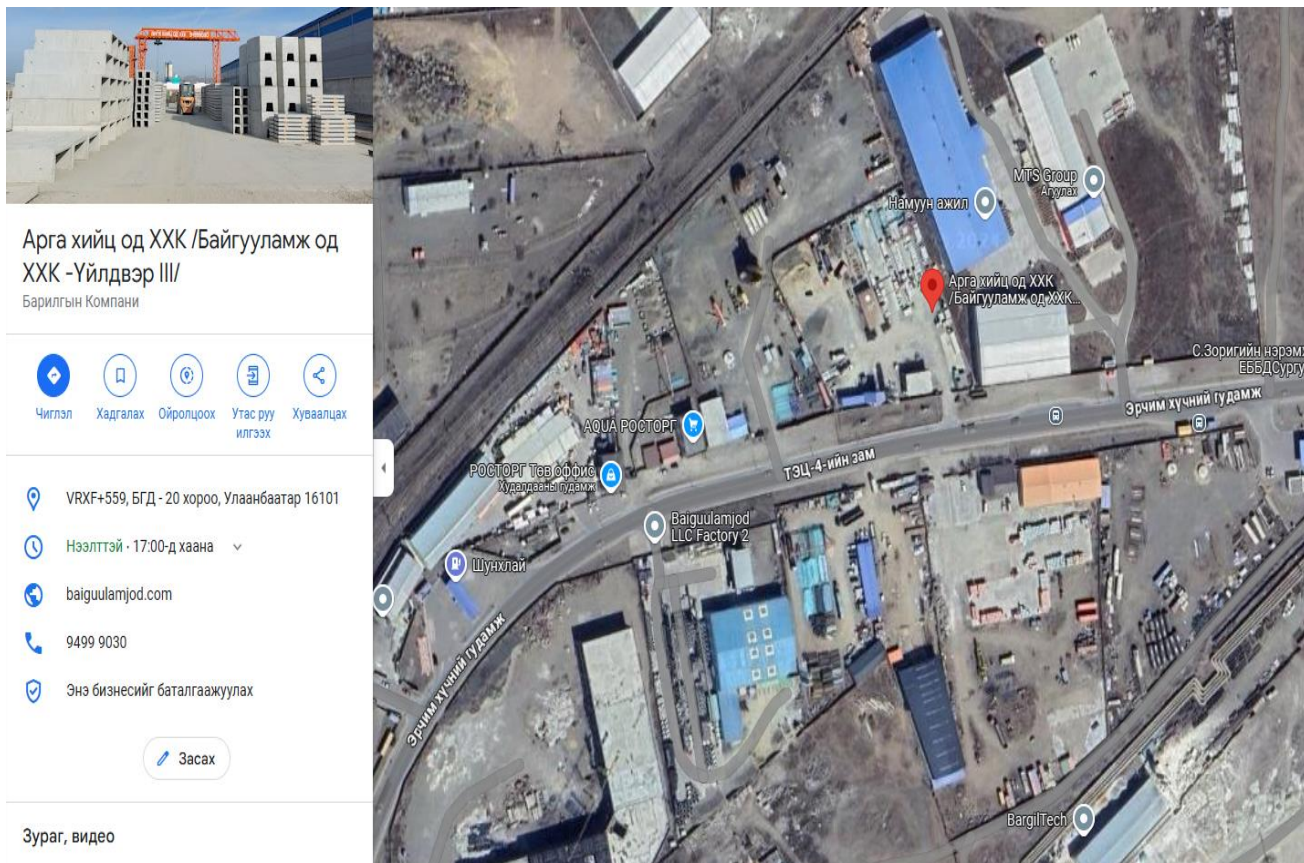 Арга хийц од ХХК /Байгууламж од
ХХК -Үйлдвэр III/
Барилгын Компани
Чиглэл
Хадгалах
Ойролцоох
Утас руу
илгээх
Хуваалцах
VRXF+559, БГД - 20 хороо, Улаанбаатар 16101
Нээлттэй · 17:00-д хаана
baiguulamjod.com
9499 9030
Энэ бизнесийг баталгаажуулах
Засах
Зураг, видео
MTS Group
Агуулах
Намуун ажил
Арга хийц од ХХК
/Байгууламж од ХХК...
С.Зоригийн нэрэмж
ЕББДСургу
Эрчим хүчний гудамж
AQUA РОСТОРГ
ТЭЦ-4-ийн зам
РОСТОРГ Төв оффис
Худалдааны гудамж
Baiguulamjod
LLC Factory 2
Шунхлай
Эрчим хүчний гудамж
BargilTech